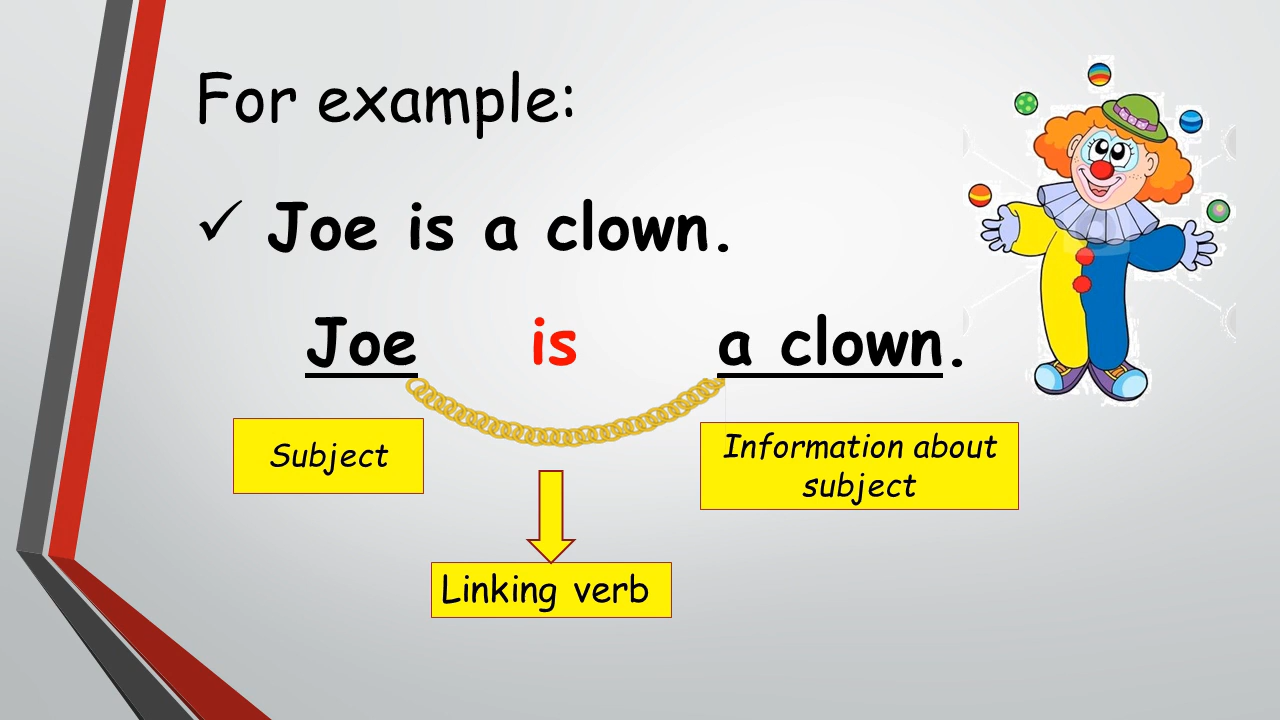 For example:
✓ Joe is a clown.
Joe is a clown.
Subject
Information about
subject
Linking verb